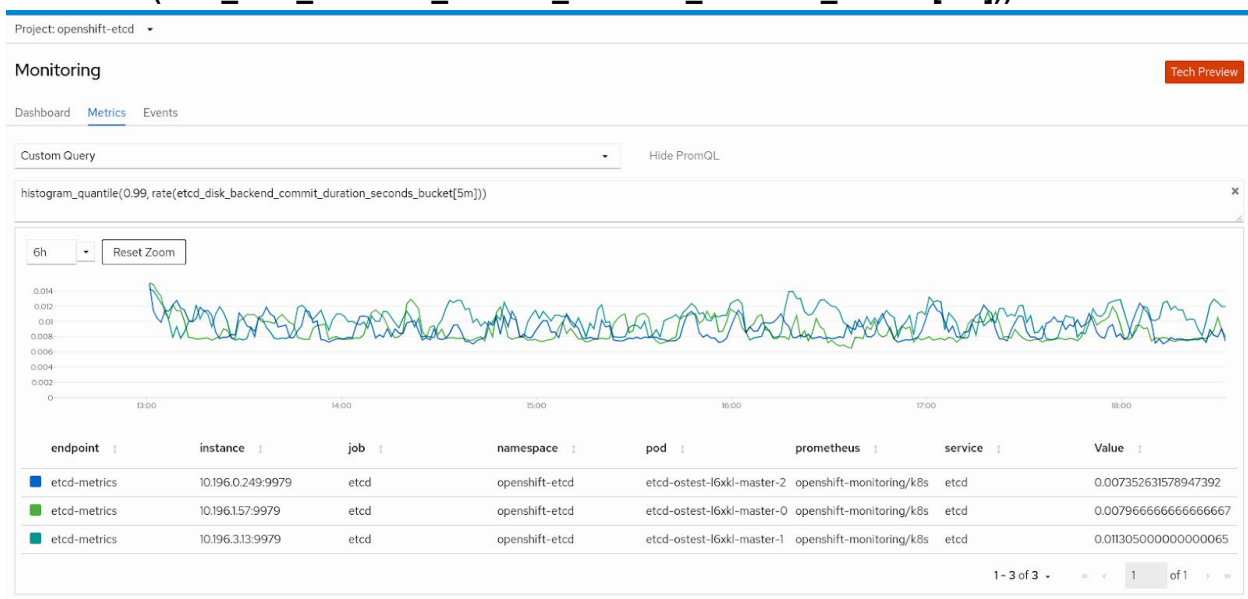 Project: openshift-etcd
Monitoring
Tech Preview
Dashboard Metrics Events
Custom Query
Hide PromQL
histogram_quantile(0.99, rate(etcd_disk_backend_commit_duration_seconds_bucket[5m]))
6h Reset Zoom
0.014
0.012
0.01
0.008
0.006
0.004
0.002
0
13:00 14:00 15:00 16:00 17:00 18:00
endpoint instance job namespace pod prometheus service Value
etcd-metrics 10.196.0.249:9979 etcd openshift-etcd etcd-ostest-l6xkl-master-2 openshift-monitoring/k8s etcd 0.007352631578947392
etcd-metrics 10.196.1.57:9979 etcd openshift-etcd etcd-ostest-l6xkl-master-0 openshift-monitoring/k8s etcd 0.007966666666666667
etcd-metrics 10.196.3.13:9979 etcd openshift-etcd etcd-ostest-l6xkl-master-1 openshift-monitoring/k8s etcd 0.011305000000000065
1 - 3 of 3 « ‹ 1 of 1 › »